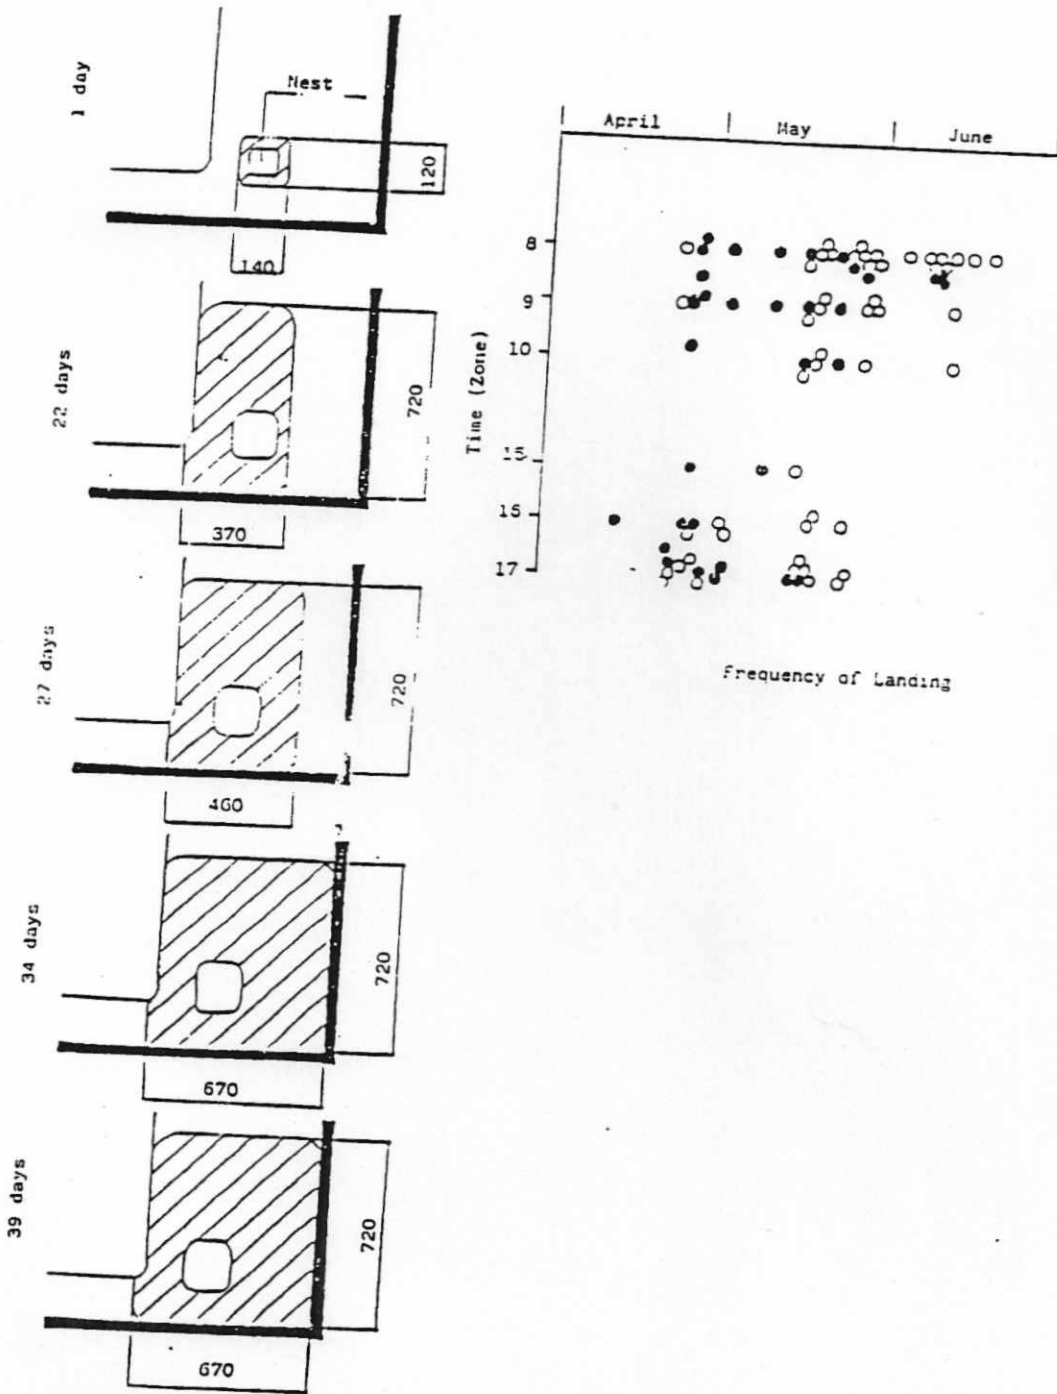 1 day
Nest
120
140
22 days
720
370
27 days
720
460
34 days
720
670
39 days
720
670
April
May
June
Time (Zone)
8
9
10
15
15
17
Frequency of Landing